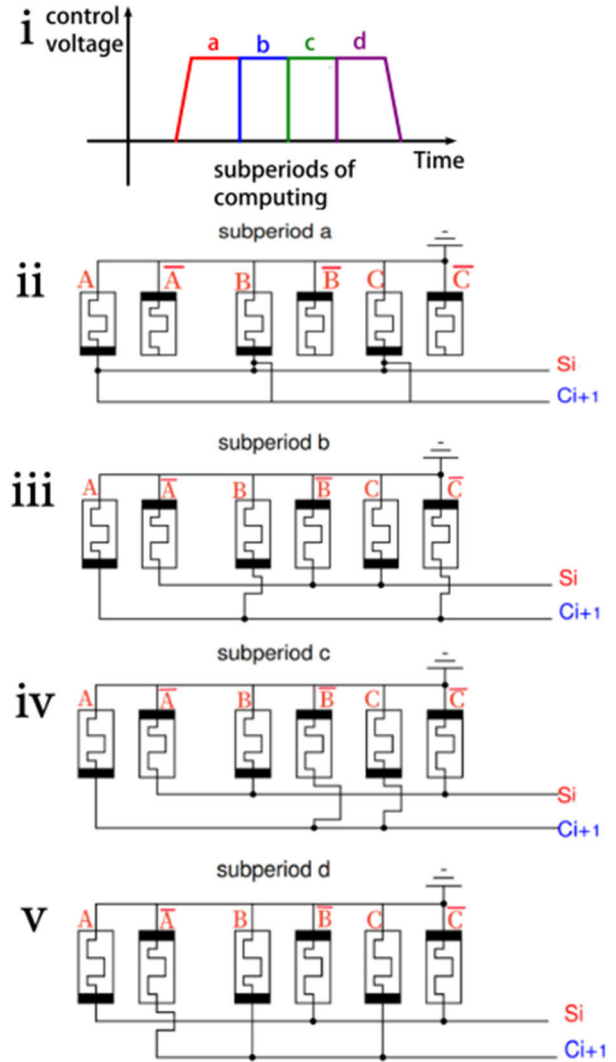 i
control
voltage
a b c d
Time
subperiods of
computing
subperiod a
ii
A A̅ B B̅ C C̅
Si
Ci+1
subperiod b
iii
A A̅ B B̅ C C̅
Si
Ci+1
subperiod c
iv
A A̅ B B̅ C C̅
Si
Ci+1
subperiod d
v
A A̅ B B̅ C C̅
Si
Ci+1